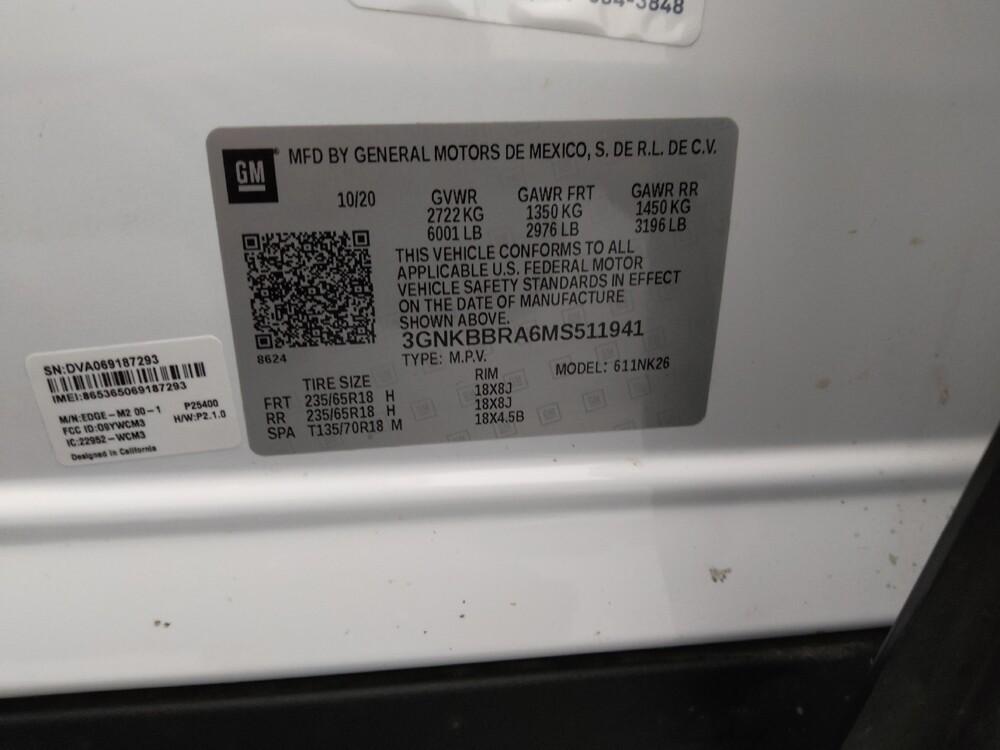 3848
GM
MFD BY GENERAL MOTORS DE MEXICO, S. DE R.L. DE C.V.
10/20
GVWR GAWR FRT GAWR RR
2722 KG 1350 KG 1450 KG
6001 LB 2976 LB 3196 LB
THIS VEHICLE CONFORMS TO ALL
APPLICABLE U.S. FEDERAL MOTOR
VEHICLE SAFETY STANDARDS IN EFFECT
ON THE DATE OF MANUFACTURE
SHOWN ABOVE.
3GNKBBRA6MS511941
8624
TYPE: M.P.V.
MODEL: 611NK26
TIRE SIZE RIM
FRT 235/65R18 H 18X8J
RR 235/65R18 H 18X8J
SPA T135/70R18 M 18X4.5B
SN:DVA069187293
IMEI:865365069187293
M/N:EDGE-M2 00-1 P25400
FCC ID:O9YWCM3 H/W:P2.1.0
IC:22952-WCM3
Designed in California